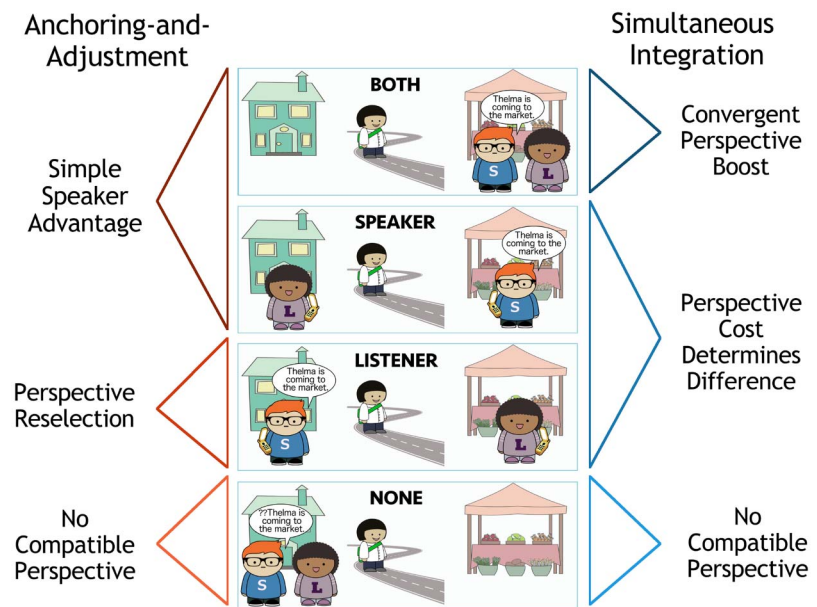 Anchoring-and-
Adjustment
Simultaneous
Integration
BOTH
Thelma is
coming to
the market.
S
L
Simple
Speaker
Advantage
Convergent
Perspective
Boost
SPEAKER
Thelma is
coming to the
market.
L
S
Perspective
Cost
Determines
Difference
LISTENER
Thelma is
coming to
the market.
S
L
Perspective
Reselection
NONE
??Thelma is
coming to
the market.
S
L
No
Compatible
Perspective
No
Compatible
Perspective